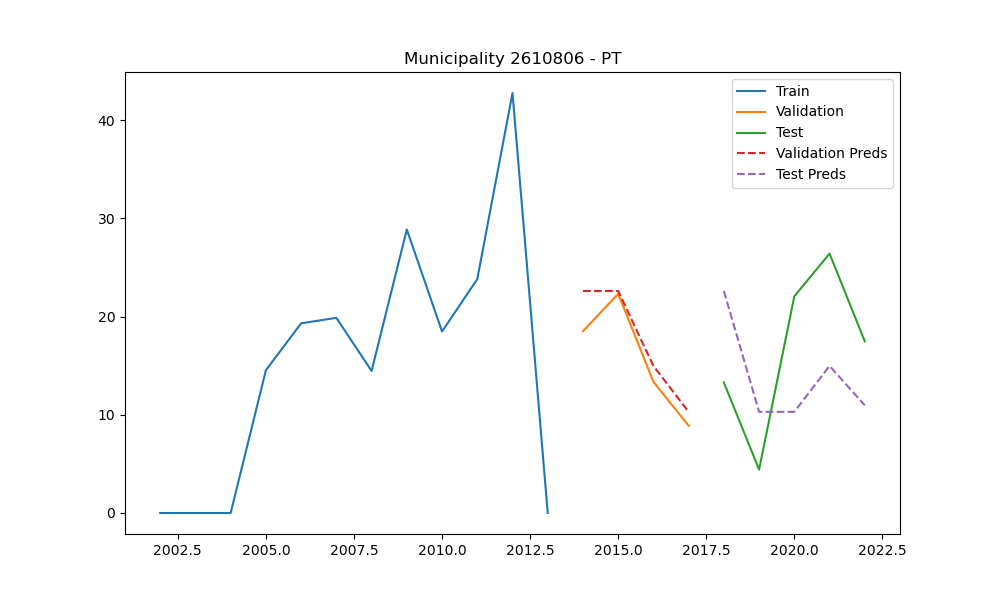 Municipality 2610806 - PT
Train
Validation
Test
Validation Preds
Test Preds
40
30
20
10
0
2002.5 2005.0 2007.5 2010.0 2012.5 2015.0 2017.5 2020.0 2022.5